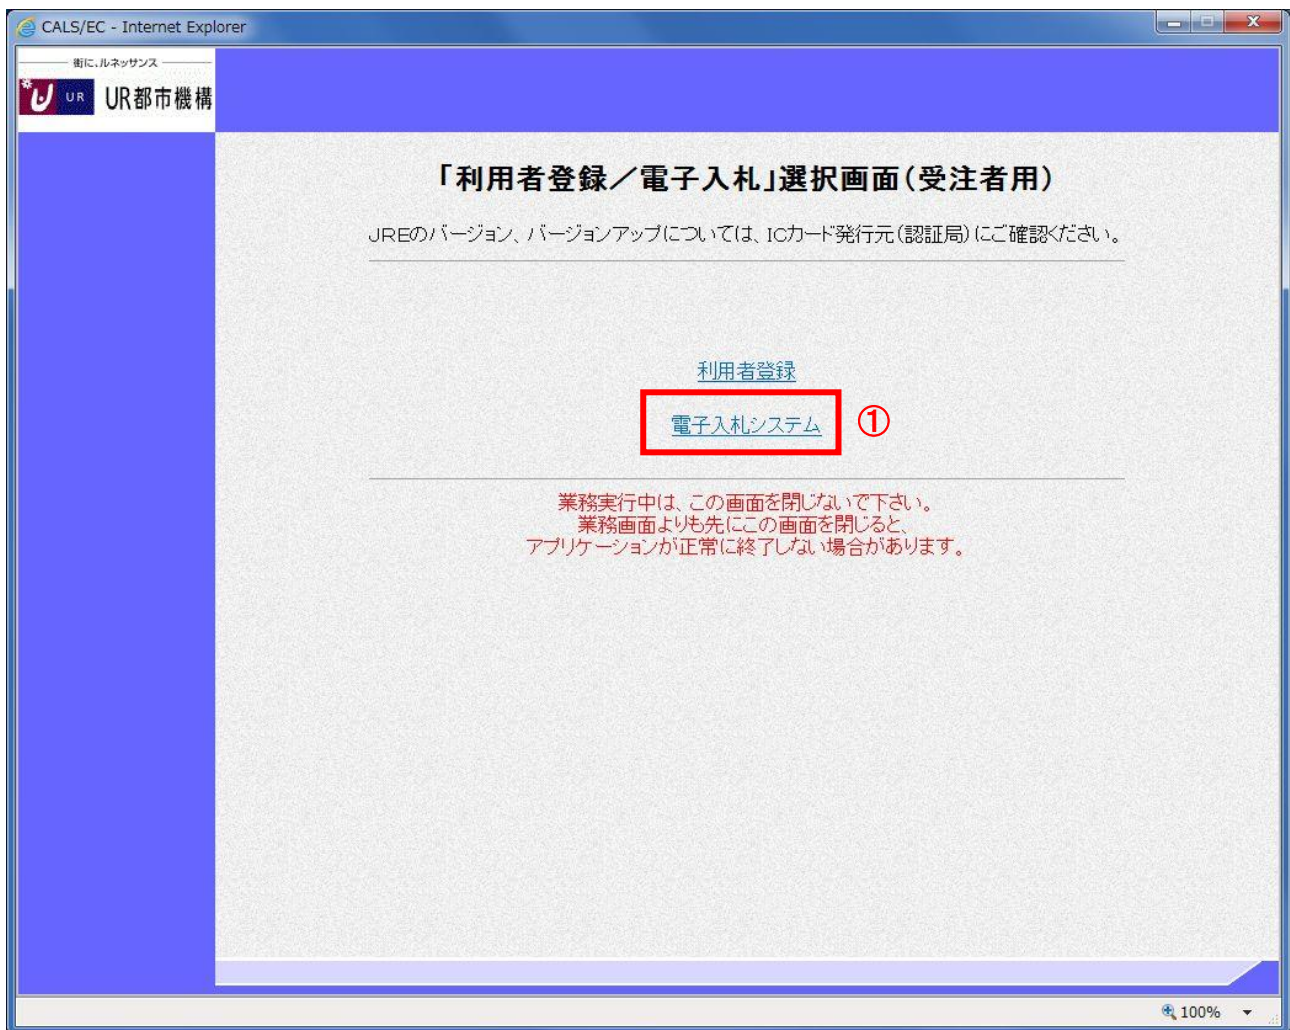 CALS/EC - Internet Explorer
街に、ルネッサンス
UR UR都市機構
「利用者登録／電子入札」選択画面(受注者用)
JREのバージョン、バージョンアップについては、ICカード発行元(認証局)にご確認ください。
利用者登録
電子入札システム ①
業務実行中は、この画面を閉じないで下さい。
業務画面よりも先にこの画面を閉じると、
アプリケーションが正常に終了しない場合があります。
100%